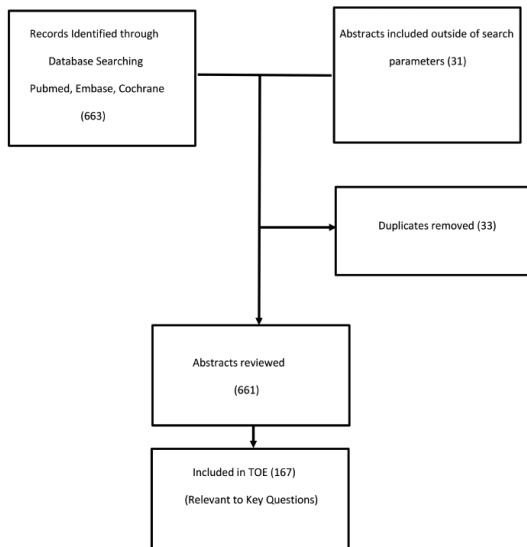 Records Identified through
Database Searching
Pubmed, Embase, Cochrane
(663)
Abstracts included outside of search
parameters (31)
Duplicates removed (33)
Abstracts reviewed
(661)
Included in TOE (167)
(Relevant to Key Questions)